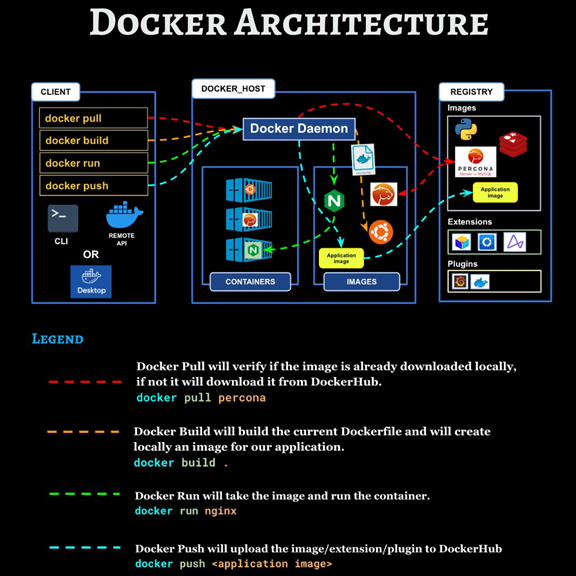 DOCKER ARCHITECTURE
CLIENT
docker pull
docker build
docker run
docker push
CLI
REMOTE
API
OR
Desktop
DOCKER_HOST
Docker Daemon
N
N
Application
image
CONTAINERS
IMAGES
REGISTRY
Images
PERCONA
Server for MySQL
Application
image
Extensions
Plugins
LEGEND
Docker Pull will verify if the image is already downloaded locally,
if not it will download it from DockerHub.
docker pull percona
Docker Build will build the current Dockerfile and will create
locally an image for our application.
docker build .
Docker Run will take the image and run the container.
docker run nginx
Docker Push will upload the image/extension/plugin to DockerHub
docker push <application image>